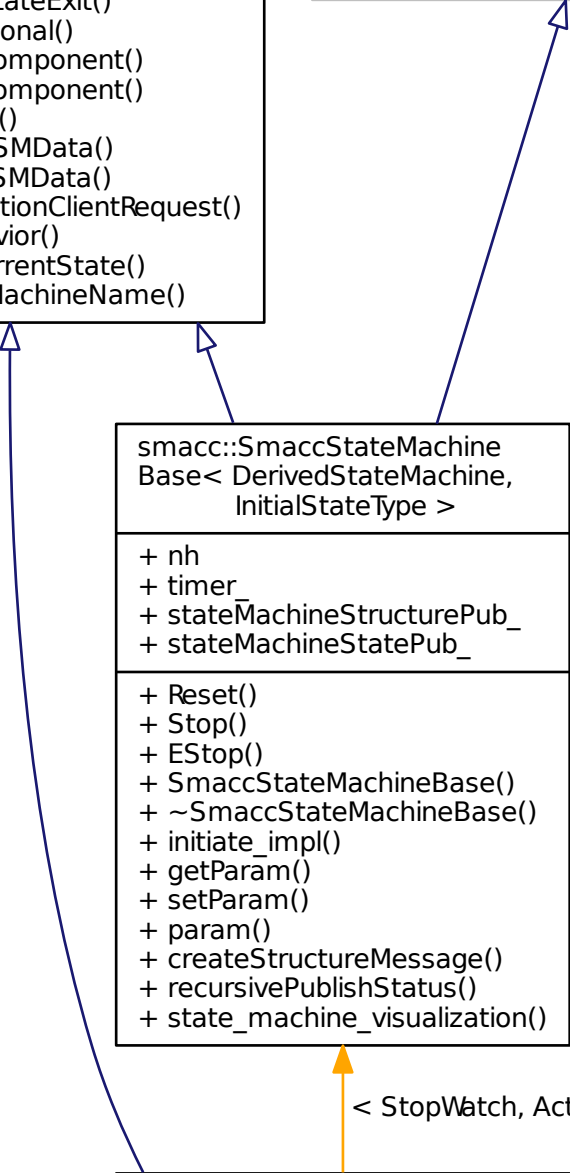 onal()
omponent()
omponent()
()
SMData()
SMData()
tionClientRequest()
vior()
rrentState()
MachineName()
smacc::SmaccStateMachine
Base< DerivedStateMachine,
InitialStateType >
+ nh
+ timer_
+ stateMachineStructurePub_
+ stateMachineStatePub_
+ Reset()
+ Stop()
+ EStop()
+ SmaccStateMachineBase()
+ ~SmaccStateMachineBase()
+ initiate_impl()
+ getParam()
+ setParam()
+ param()
+ createStructureMessage()
+ recursivePublishStatus()
+ state_machine_visualization()
< StopWatch, Act